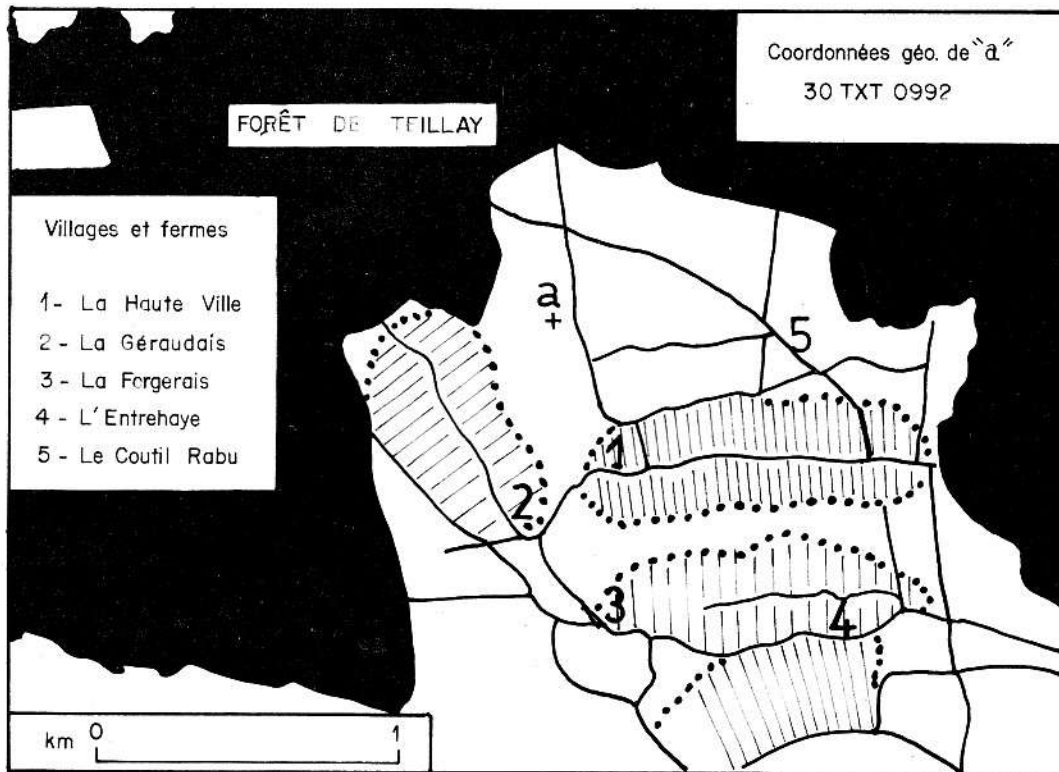 Coordonnées géo. de "a"
30 TXT 0992
FORÊT DE TEILLAY
Villages et fermes
1- La Haute Ville
2 - La Géraudais
3 - La Forgerais
4 - L'Entrehaye
5 - Le Coutil Rabu
a
5
1
2
3
4
km 0 1